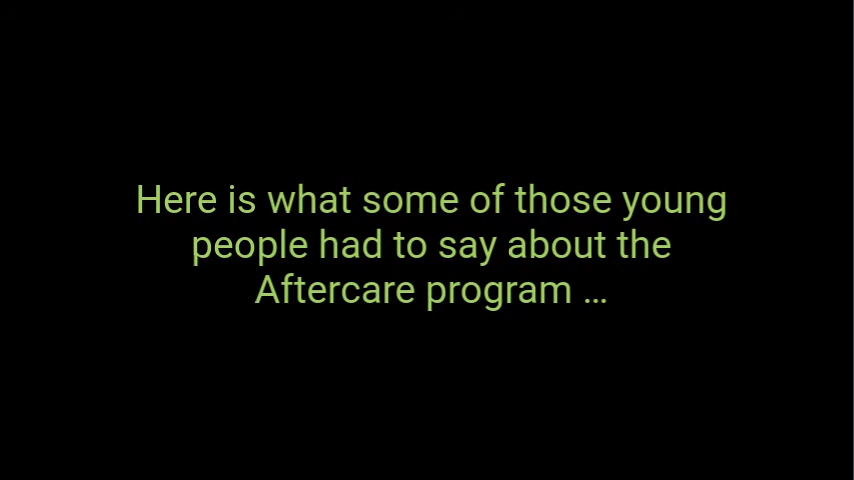 Here is what some of those young
people had to say about the
Aftercare program ...